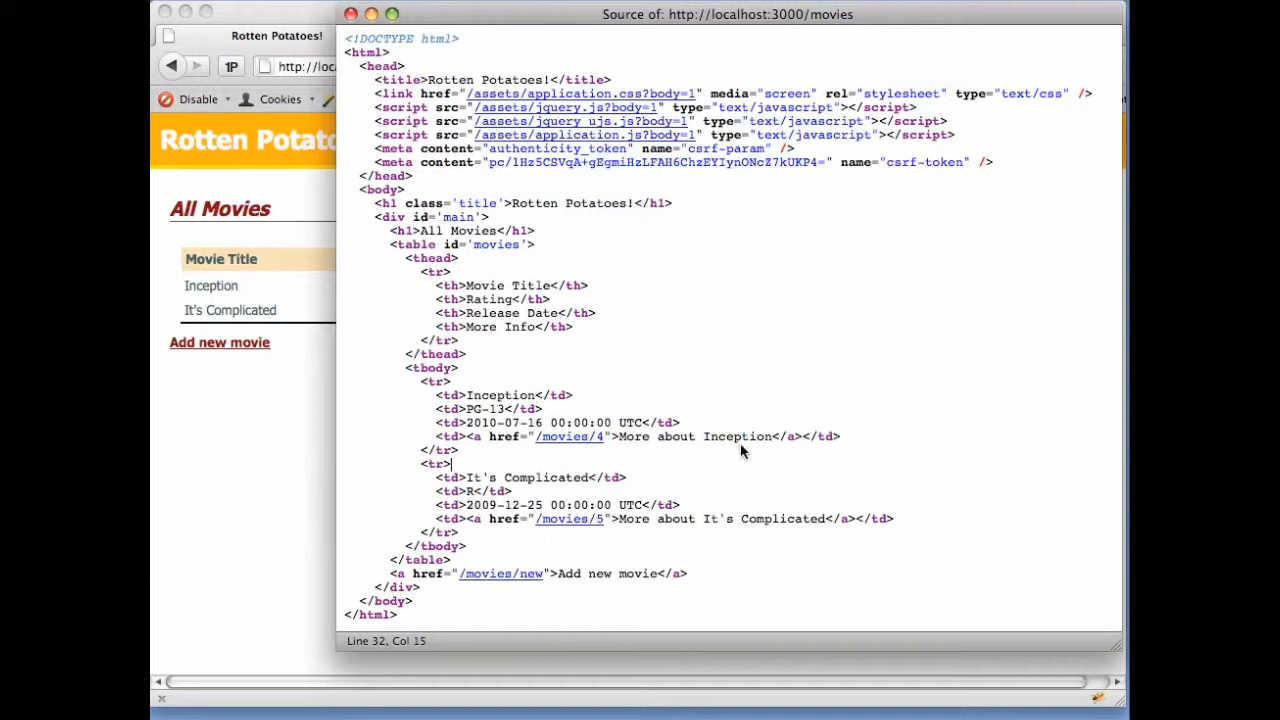 Rotten Potatoes!
1P
http://loc
Disable
Cookies
Rotten Potato
All Movies
Movie Title
Inception
It's Complicated
Add new movie
Source of: http://localhost:3000/movies
<!DOCTYPE html>
<html>
<head>
<title>Rotten Potatoes!</title>
<link href="/assets/application.css?body=1" media="screen" rel="stylesheet" type="text/css" />
<script src="/assets/jquery.js?body=1" type="text/javascript"></script>
<script src="/assets/jquery_ujs.js?body=1" type="text/javascript"></script>
<script src="/assets/application.js?body=1" type="text/javascript"></script>
<meta content="authenticity_token" name="csrf-param" />
<meta content="pc/1Hz5CSVqA+gEgmiHzLFAH6ChzEYIynONcZ7kUKP4=" name="csrf-token" />
</head>
<body>
<h1 class='title'>Rotten Potatoes!</h1>
<div id='main'>
<h1>All Movies</h1>
<table id='movies'>
<thead>
<tr>
<th>Movie Title</th>
<th>Rating</th>
<th>Release Date</th>
<th>More Info</th>
</tr>
</thead>
<tbody>
<tr>
<td>Inception</td>
<td>PG-13</td>
<td>2010-07-16 00:00:00 UTC</td>
<td><a href="/movies/4">More about Inception</a></td>
</tr>
<tr>
<td>It's Complicated</td>
<td>R</td>
<td>2009-12-25 00:00:00 UTC</td>
<td><a href="/movies/5">More about It's Complicated</a></td>
</tr>
</tbody>
</table>
<a href="/movies/new">Add new movie</a>
</div>
</body>
</html>
Line 32, Col 15